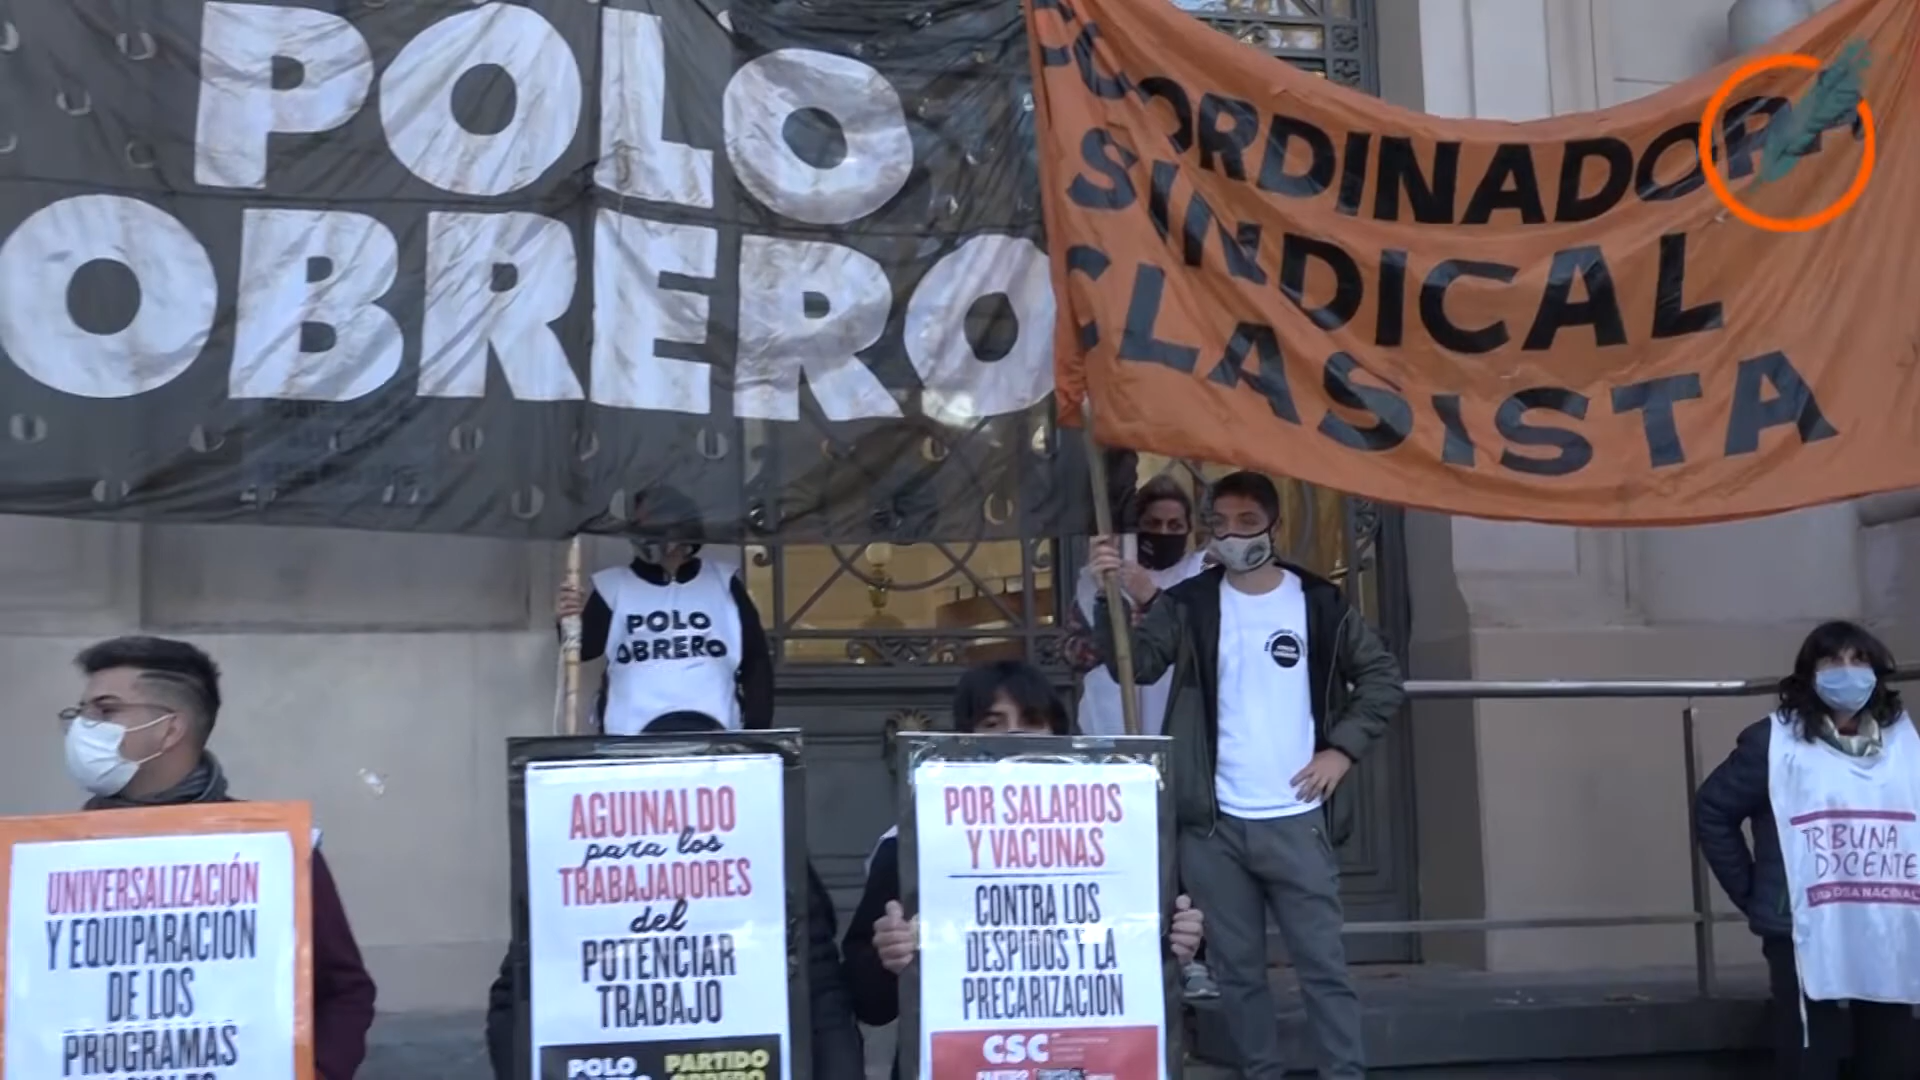 POLO
OBRERO
COORDINADORA
SINDICAL
CLASISTA
POLO
OBRERO
TRIBUNA
DOCENTE
UNIVERSALIZACIÓN
Y EQUIPARACIÓN
DE LOS
PROGRAMAS
AGUINALDO
para los
TRABAJADORES
del
POTENCIAR
TRABAJO
POLO
PARTIDO
OBRERO
POR SALARIOS
Y VACUNAS
CONTRA LOS
DESPIDOS Y LA
PRECARIZACIÓN
CSC